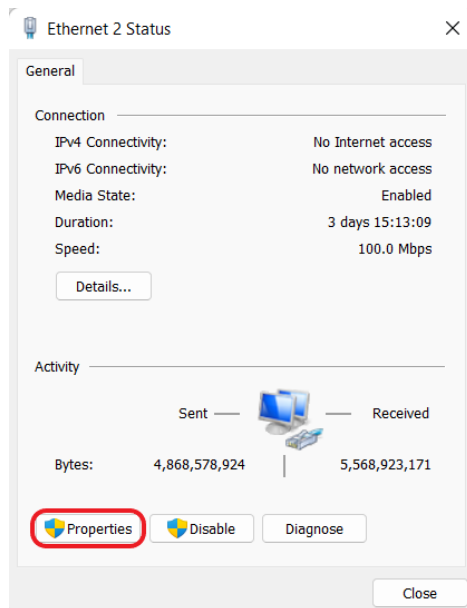 Ethernet 2 Status
General
Connection
IPv4 Connectivity: No Internet access
IPv6 Connectivity: No network access
Media State: Enabled
Duration: 3 days 15:13:09
Speed: 100.0 Mbps
Details...
Activity
Sent — — Received
Bytes: 4,868,578,924 | 5,568,923,171
Properties Disable Diagnose
Close